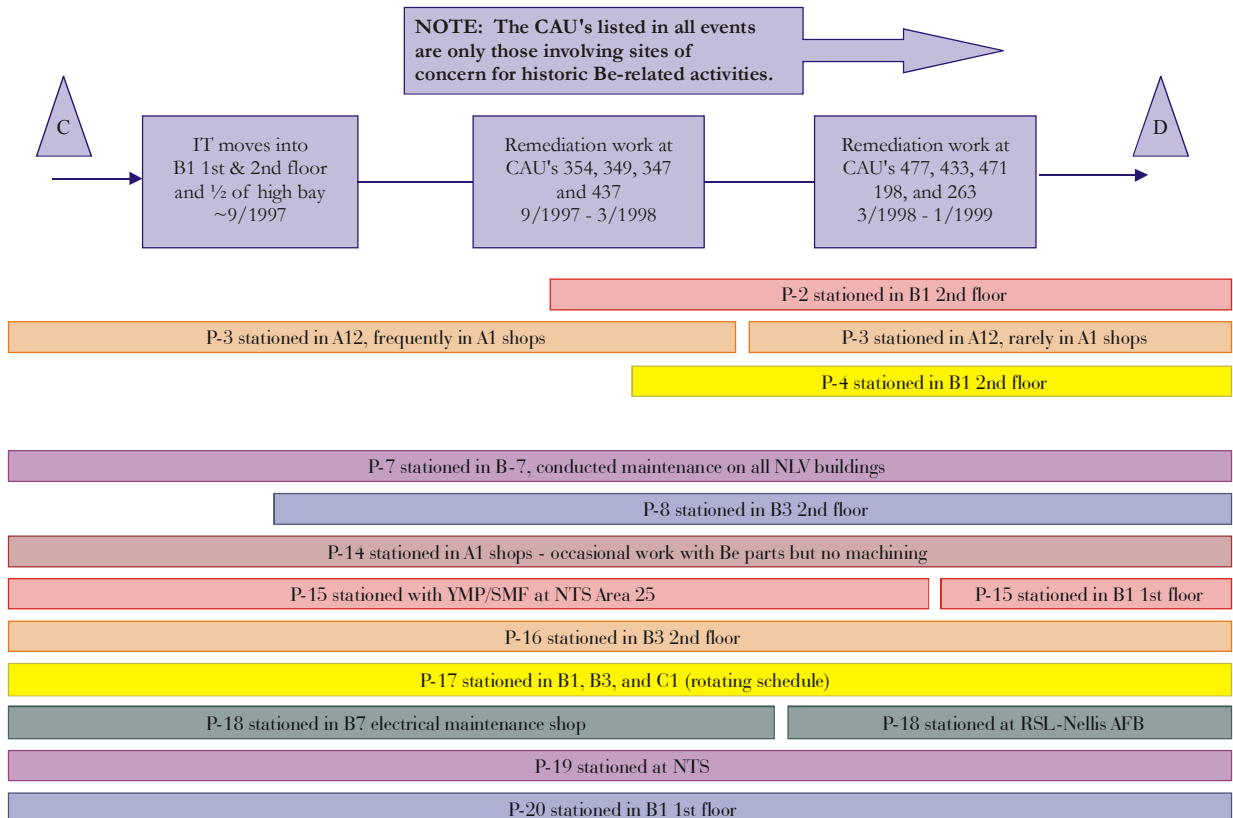 NOTE: The CAU's listed in all events
are only those involving sites of
concern for historic Be-related activities.
C
IT moves into
B1 1st & 2nd floor
and ½ of high bay
~9/1997
Remediation work at
CAU's 354, 349, 347
and 437
9/1997 - 3/1998
Remediation work at
CAU's 477, 433, 471
198, and 263
3/1998 - 1/1999
D
P-2 stationed in B1 2nd floor
P-3 stationed in A12, frequently in A1 shops
P-3 stationed in A12, rarely in A1 shops
P-4 stationed in B1 2nd floor
P-7 stationed in B-7, conducted maintenance on all NLV buildings
P-8 stationed in B3 2nd floor
P-14 stationed in A1 shops - occasional work with Be parts but no machining
P-15 stationed with YMP/SMF at NTS Area 25
P-15 stationed in B1 1st floor
P-16 stationed in B3 2nd floor
P-17 stationed in B1, B3, and C1 (rotating schedule)
P-18 stationed in B7 electrical maintenance shop
P-18 stationed at RSL-Nellis AFB
P-19 stationed at NTS
P-20 stationed in B1 1st floor